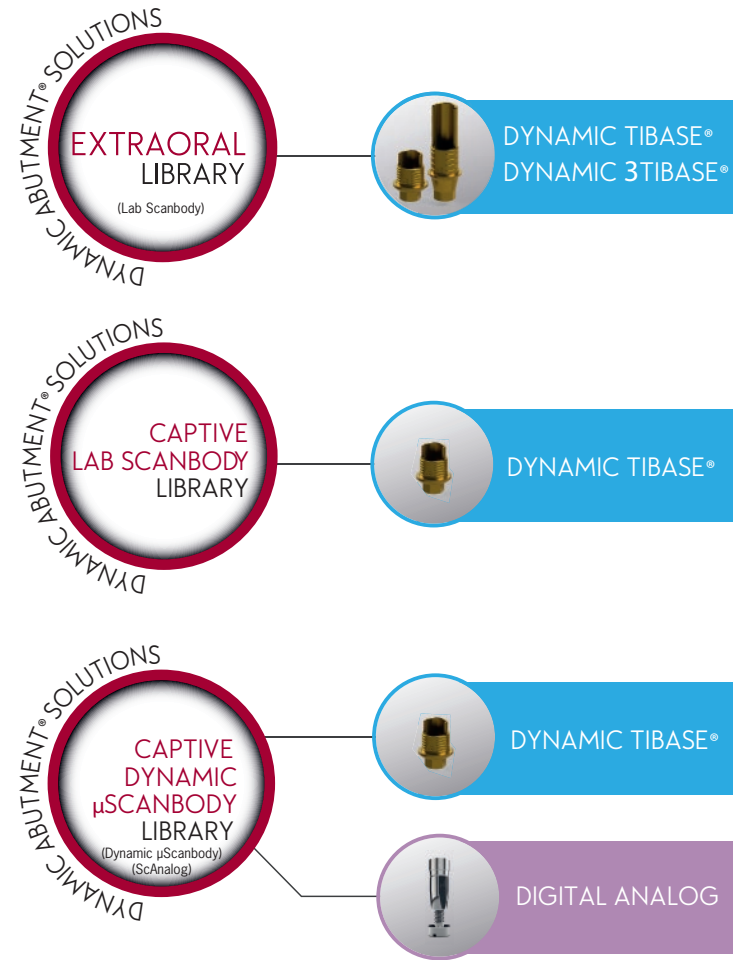 DYNAMIC ABUTMENT® SOLUTIONS
EXTRAORAL
LIBRARY
(Lab Scanbody)
DYNAMIC TIBASE®
DYNAMIC 3TIBASE®
DYNAMIC ABUTMENT® SOLUTIONS
CAPTIVE
LAB SCANBODY
LIBRARY
DYNAMIC TIBASE®
DYNAMIC ABUTMENT® SOLUTIONS
CAPTIVE
DYNAMIC
µSCANBODY
LIBRARY
(Dynamic µScanbody)
(ScAnalog)
DYNAMIC TIBASE®
DIGITAL ANALOG